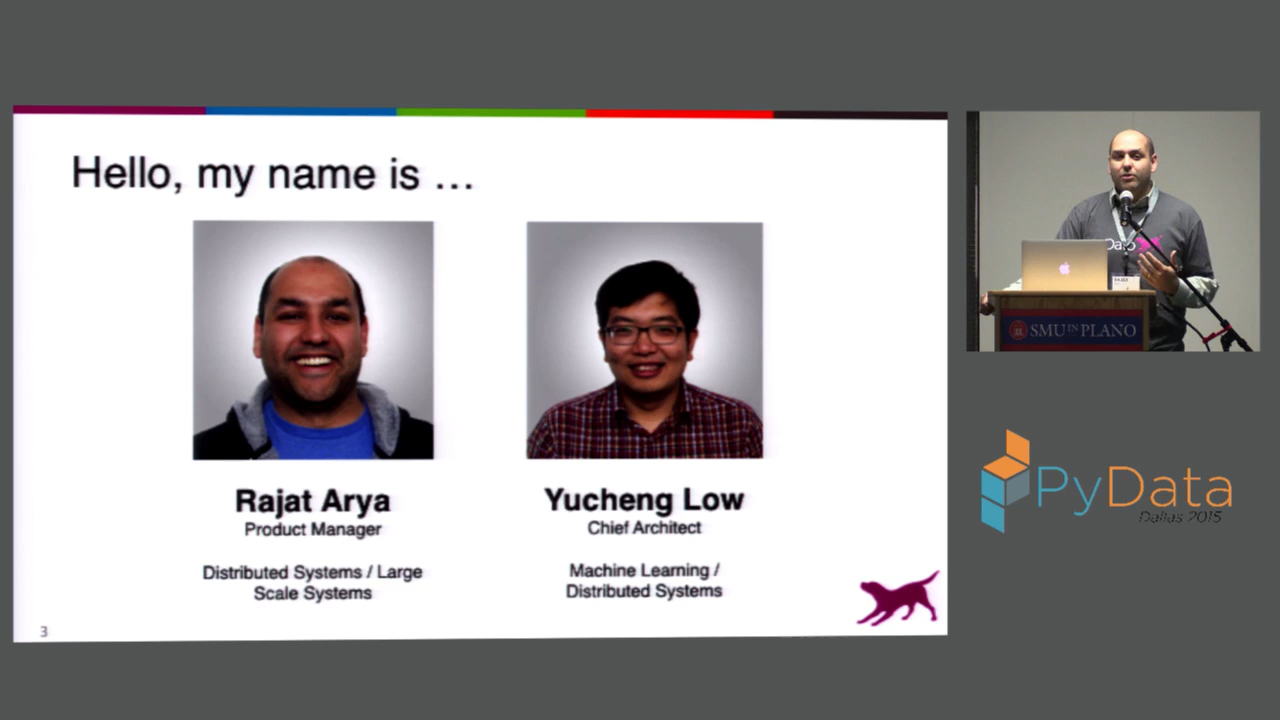 Hello, my name is ...
Rajat Arya
Product Manager
Distributed Systems / Large
Scale Systems
Yucheng Low
Chief Architect
Machine Learning /
Distributed Systems
3
Dato
SMU IN PLANO
PyData
Dallas 2015